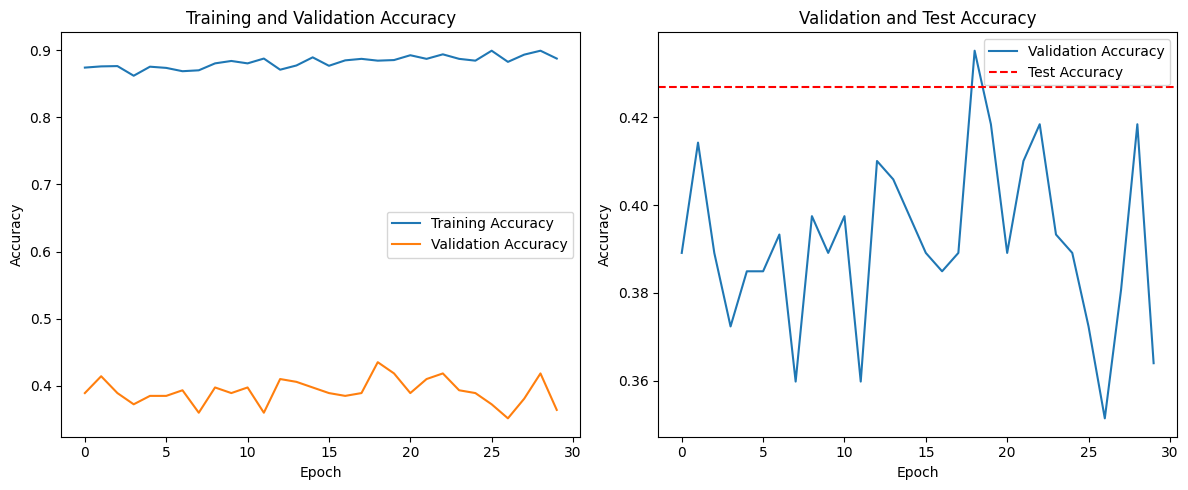 Training and Validation Accuracy
Accuracy
0.9
0.8
0.7
0.6
0.5
0.4
Training Accuracy
Validation Accuracy
0 5 10 15 20 25 30
Epoch
Validation and Test Accuracy
Accuracy
0.42
0.40
0.38
0.36
Validation Accuracy
Test Accuracy
0 5 10 15 20 25 30
Epoch